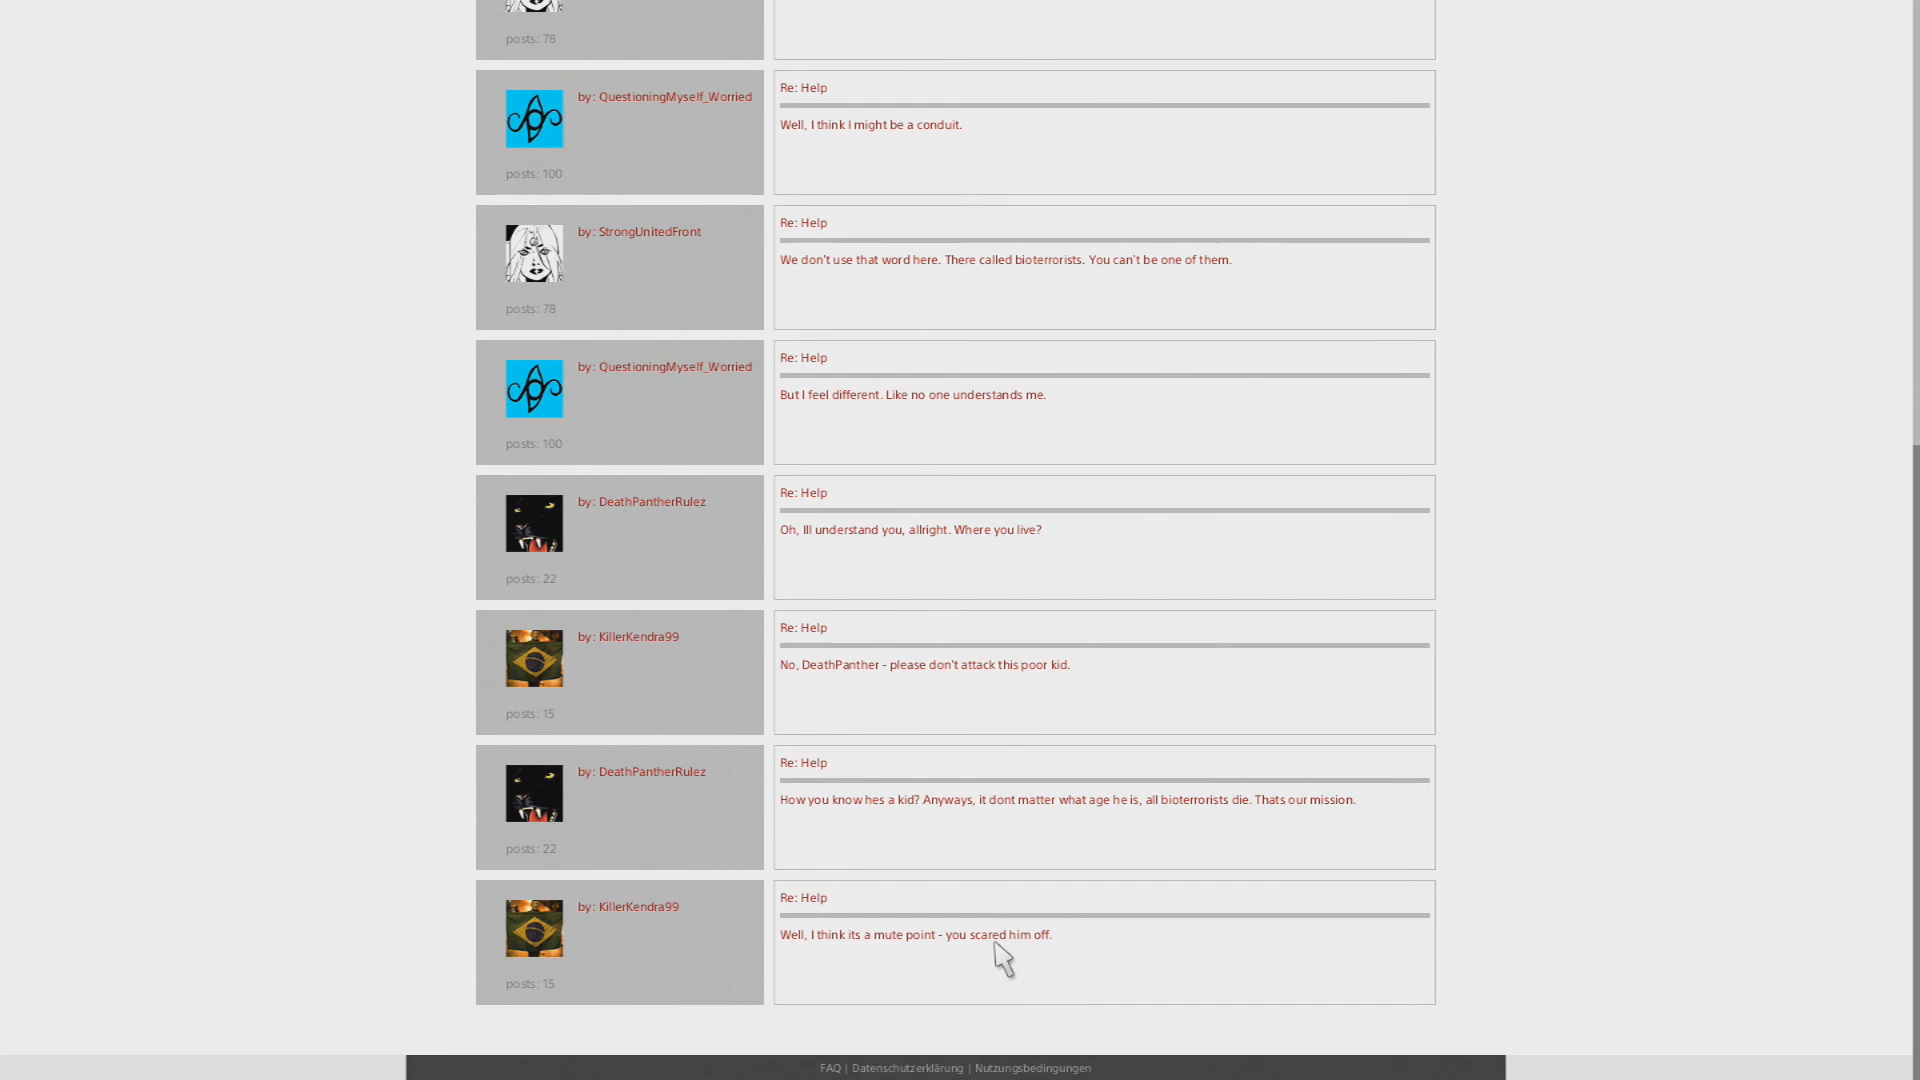 posts: 78
by: QuestioningMyself_Worried
posts: 100
Re: Help
Well, I think I might be a conduit.
by: StrongUnitedFront
posts: 78
Re: Help
We don't use that word here. There called bioterrorists. You can't be one of them.
by: QuestioningMyself_Worried
posts: 100
Re: Help
But I feel different. Like no one understands me.
by: DeathPantherRulez
posts: 22
Re: Help
Oh, Ill understand you, allright. Where you live?
by: KillerKendra99
posts: 15
Re: Help
No, DeathPanther - please don't attack this poor kid.
by: DeathPantherRulez
posts: 22
Re: Help
How you know hes a kid? Anyways, it dont matter what age he is, all bioterrorists die. Thats our mission.
by: KillerKendra99
posts: 15
Re: Help
Well, I think its a mute point - you scared him off.
FAQ | Datenschutzerklärung | Nutzungsbedingungen